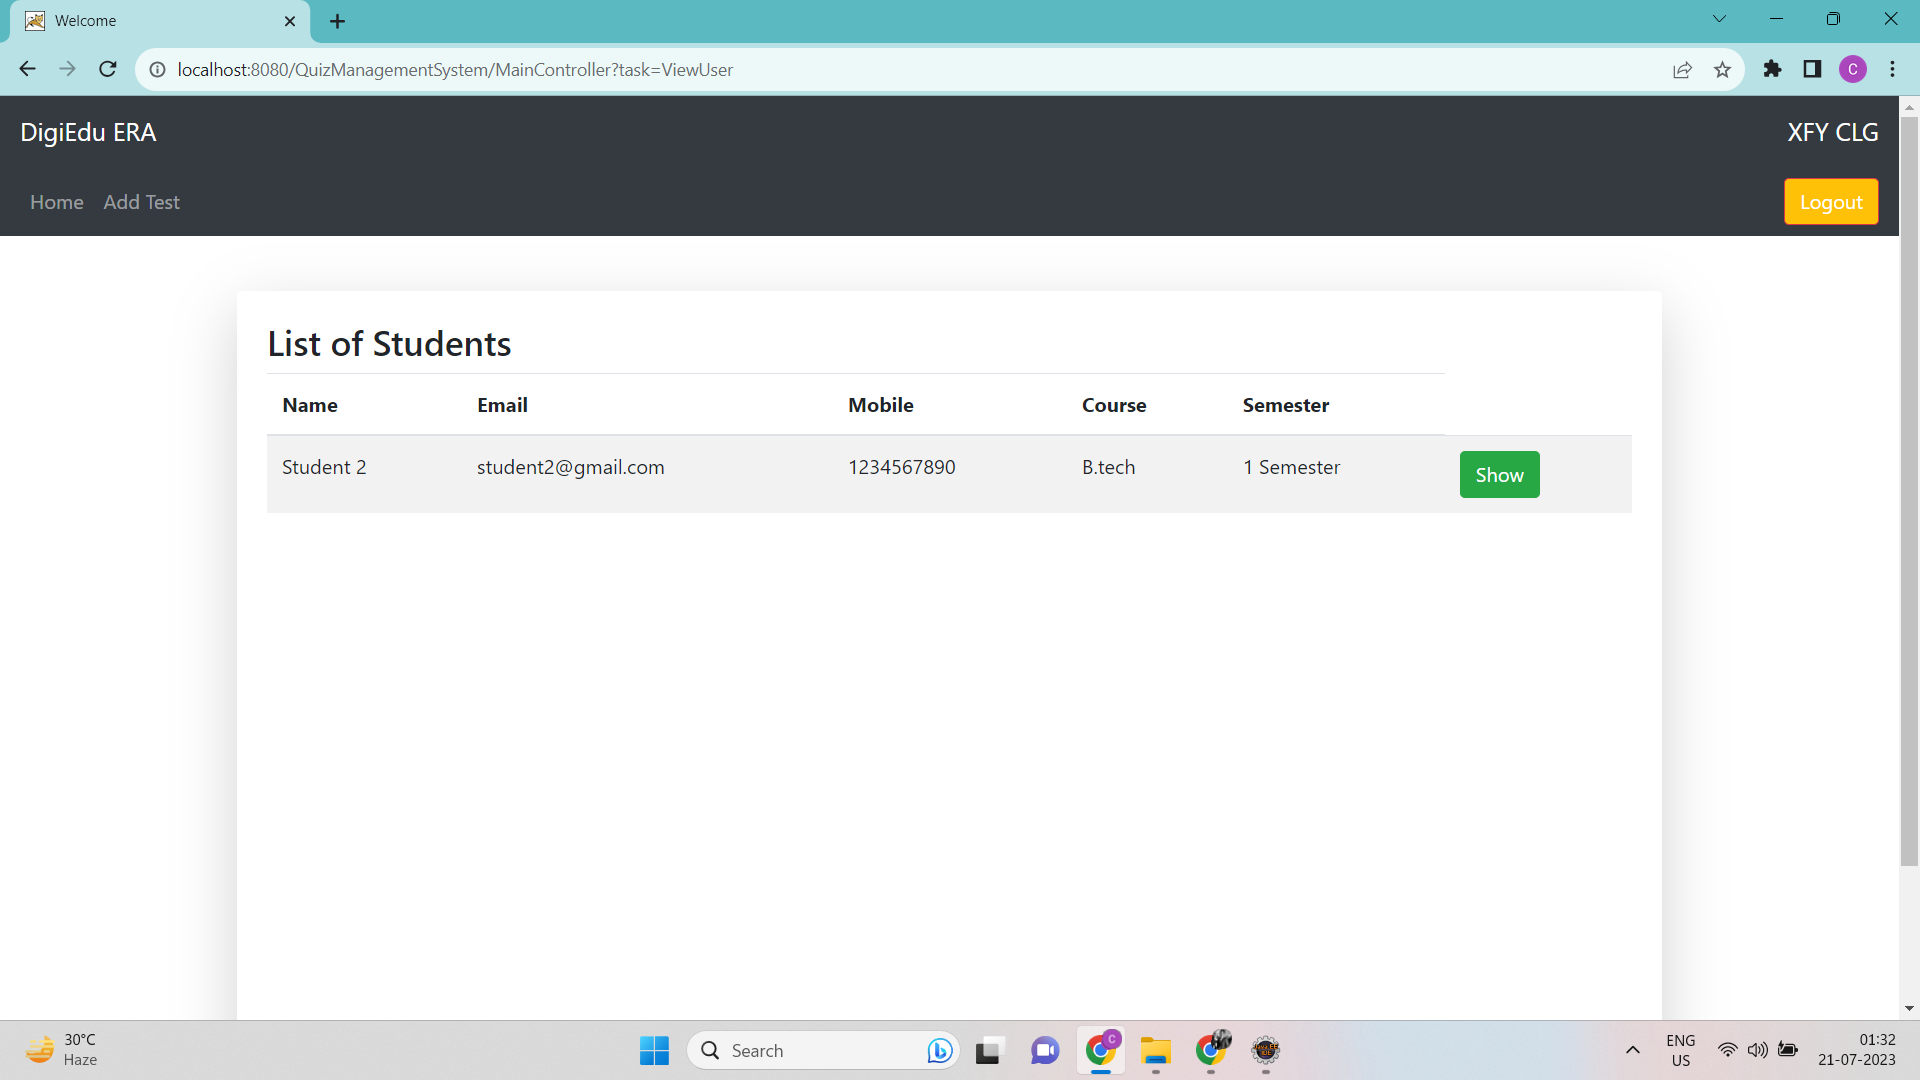 Welcome
localhost:8080/QuizManagementSystem/MainController?task=ViewUser
C
DigiEdu ERA
XFY CLG
Home Add Test
Logout
List of Students
Name Email Mobile Course Semester
Student 2 student2@gmail.com 1234567890 B.tech 1 Semester Show
30°C
Haze
Search
C
ENG
US
01:32
21-07-2023